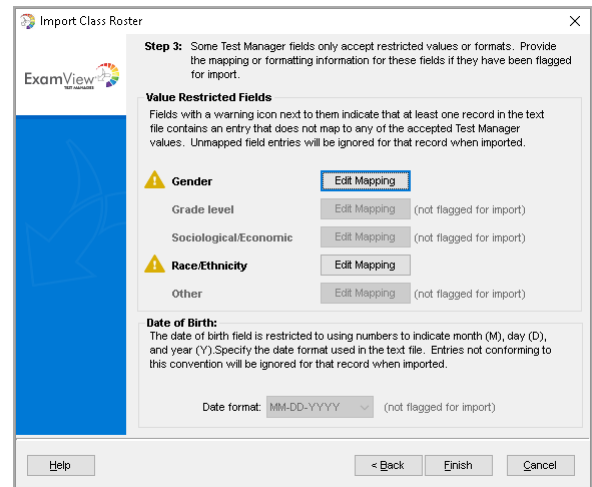 Import Class Roster
ExamView
TEST MANAGER
Step 3: Some Test Manager fields only accept restricted values or formats. Provide
the mapping or formatting information for these fields if they have been flagged
for import.
Value Restricted Fields
Fields with a warning icon next to them indicate that at least one record in the text
file contains an entry that does not map to any of the accepted Test Manager
values. Unmapped field entries will be ignored for that record when imported.
Gender Edit Mapping
Grade level Edit Mapping (not flagged for import)
Sociological/Economic Edit Mapping (not flagged for import)
Race/Ethnicity Edit Mapping
Other Edit Mapping (not flagged for import)
Date of Birth:
The date of birth field is restricted to using numbers to indicate month (M), day (D),
and year (Y).Specify the date format used in the text file. Entries not conforming to
this convention will be ignored for that record when imported.
Date format: MM-DD-YYYY (not flagged for import)
Help < Back Finish Cancel